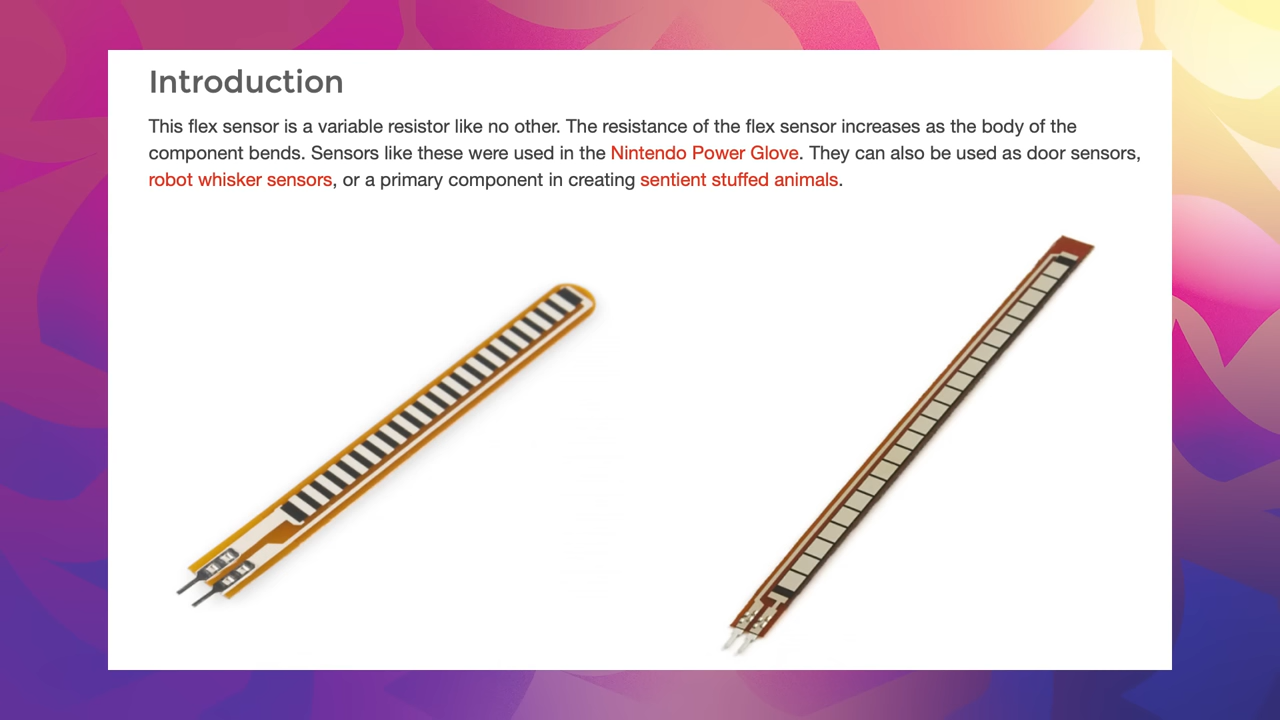 Introduction
This flex sensor is a variable resistor like no other. The resistance of the flex sensor increases as the body of the
component bends. Sensors like these were used in the Nintendo Power Glove. They can also be used as door sensors,
robot whisker sensors, or a primary component in creating sentient stuffed animals.